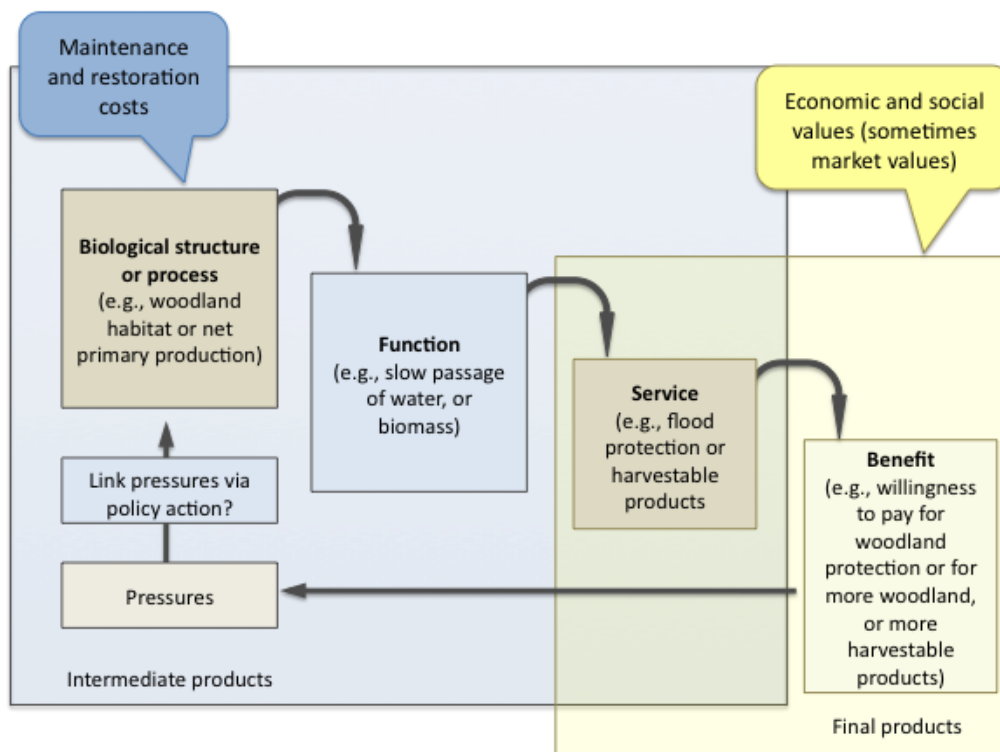 Maintenance
and restoration
costs
Economic and social
values (sometimes
market values)
Biological structure
or process
(e.g., woodland
habitat or net
primary production)
Function
(e.g., slow passage
of water, or
biomass)
Service
(e.g., flood
protection or
harvestable
products
Benefit
(e.g., willingness
to pay for
woodland
protection or for
more woodland,
or more
harvestable
products)
Link pressures via
policy action?
Pressures
Intermediate products
Final products